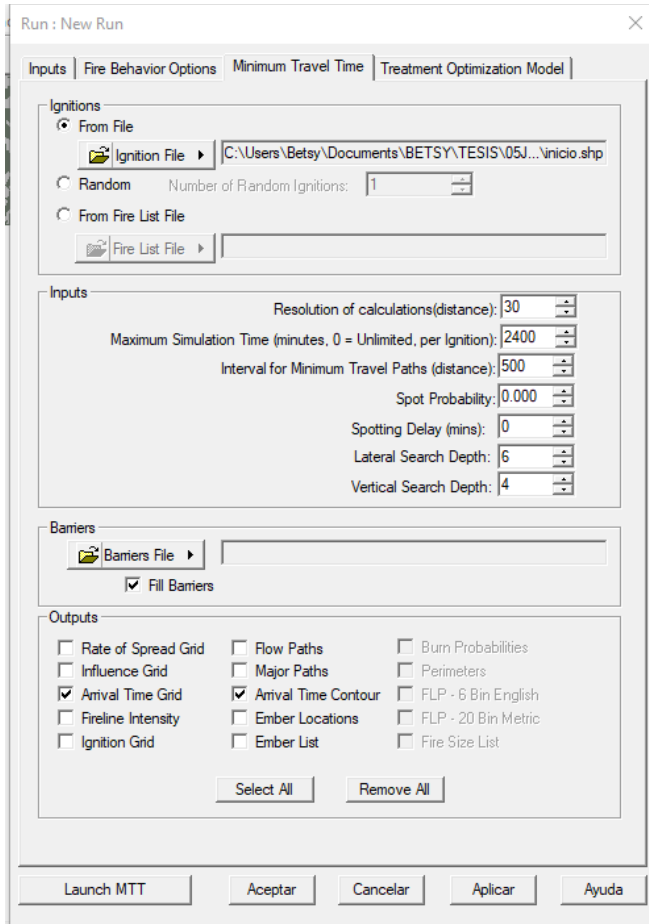 Run : New Run
Inputs Fire Behavior Options Minimum Travel Time Treatment Optimization Model
Ignitions
From File
Ignition File C:\Users\Betsy\Documents\BETSY\TESIS\05J...\inicio.shp
Random Number of Random Ignitions: 1
From Fire List File
Fire List File
Inputs
Resolution of calculations(distance): 30
Maximum Simulation Time (minutes, 0 = Unlimited, per Ignition): 2400
Interval for Minimum Travel Paths (distance): 500
Spot Probability: 0.000
Spotting Delay (mins): 0
Lateral Search Depth: 6
Vertical Search Depth: 4
Barriers
Barriers File
Fill Barriers
Outputs
Rate of Spread Grid Flow Paths Burn Probabilities
Influence Grid Major Paths Perimeters
Arrival Time Grid Arrival Time Contour FLP - 6 Bin English
Fireline Intensity Ember Locations FLP - 20 Bin Metric
Ignition Grid Ember List Fire Size List
Select All Remove All
Launch MTT Aceptar Cancelar Aplicar Ayuda